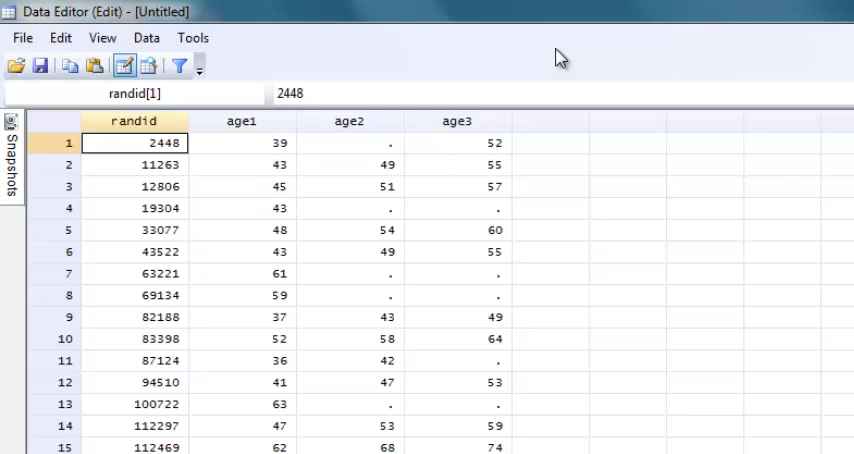 Data Editor (Edit) - [Untitled]
File Edit View Data Tools
randid[1] 2448
Snapshots
randid age1 age2 age3
1 2448 39 . 52
2 11263 43 49 55
3 12806 45 51 57
4 19304 43 . .
5 33077 48 54 60
6 43522 43 49 55
7 63221 61 . .
8 69134 59 . .
9 82188 37 43 49
10 83398 52 58 64
11 87124 36 42 .
12 94510 41 47 53
13 100722 63 . .
14 112297 47 53 59
15 112469 62 68 74